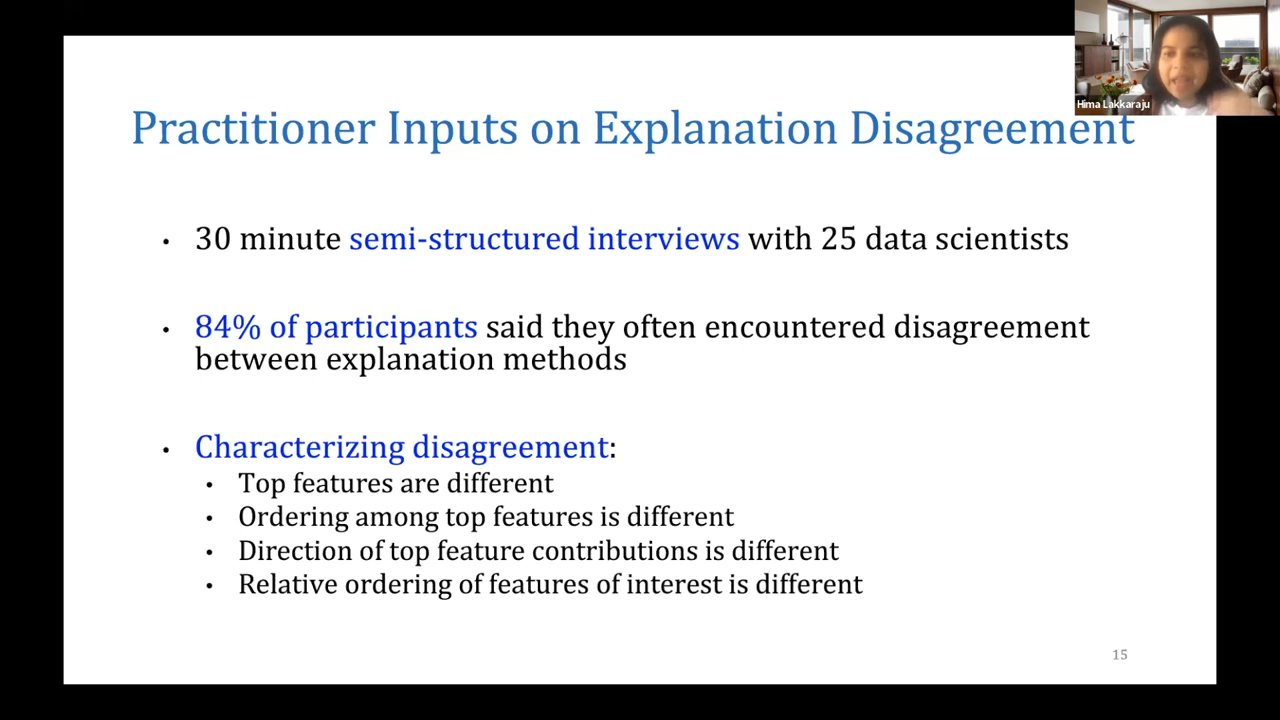 Hima Lakkaraju
Practitioner Inputs on Explanation Disagreement
• 30 minute semi-structured interviews with 25 data scientists
• 84% of participants said they often encountered disagreement
between explanation methods
• Characterizing disagreement:
• Top features are different
• Ordering among top features is different
• Direction of top feature contributions is different
• Relative ordering of features of interest is different
15